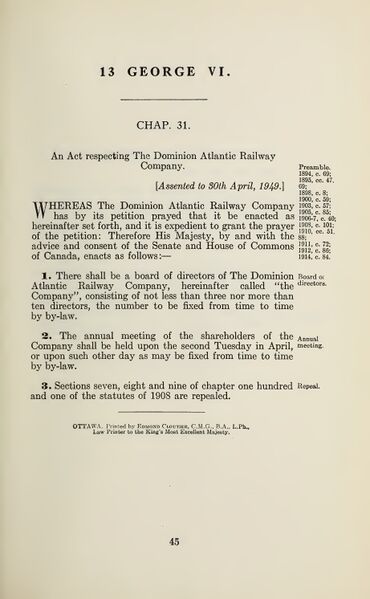 13 GEORGE VI.
CHAP. 31.
An Act respecting The Dominion Atlantic Railway
Company.
[Assented to 30th April, 1949.]
Preamble.
1894, c. 69;
1895, cc. 47,
69;
1898, c. 8;
1900, c. 59;
1903, c. 57;
1905, c. 85;
1906-7, c. 40;
1908, c. 101;
1910, cc. 51,
88;
1911, c. 72;
1912, c. 86;
1914, c. 84.
WHEREAS The Dominion Atlantic Railway Company
has by its petition prayed that it be enacted as
hereinafter set forth, and it is expedient to grant the prayer
of the petition: Therefore His Majesty, by and with the
advice and consent of the Senate and House of Commons
of Canada, enacts as follows:—
1. There shall be a board of directors of The Dominion
Atlantic Railway Company, hereinafter called "the
Company", consisting of not less than three nor more than
ten directors, the number to be fixed from time to time
by by-law.
Board of
directors.
2. The annual meeting of the shareholders of the
Company shall be held upon the second Tuesday in April,
or upon such other day as may be fixed from time to time
by by-law.
Annual
meeting.
3. Sections seven, eight and nine of chapter one hundred
and one of the statutes of 1908 are repealed.
Repeal.
OTTAWA, Printed by EDMOND CLOUTIER, C.M.G., B.A., L.Ph.,
Law Printer to the King's Most Excellent Majesty.
45